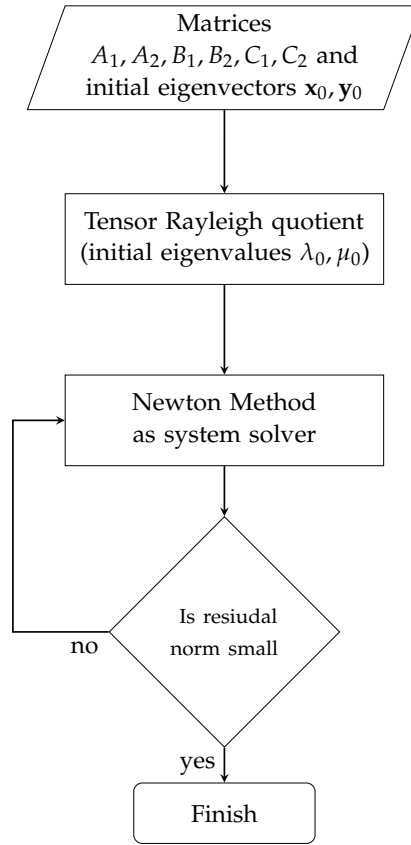 Matrices
A₁, A₂, B₁, B₂, C₁, C₂ and
initial eigenvectors x₀, y₀
Tensor Rayleigh quotient
(initial eigenvalues λ₀, μ₀)
Newton Method
as system solver
Is resiudal
norm small
no
yes
Finish